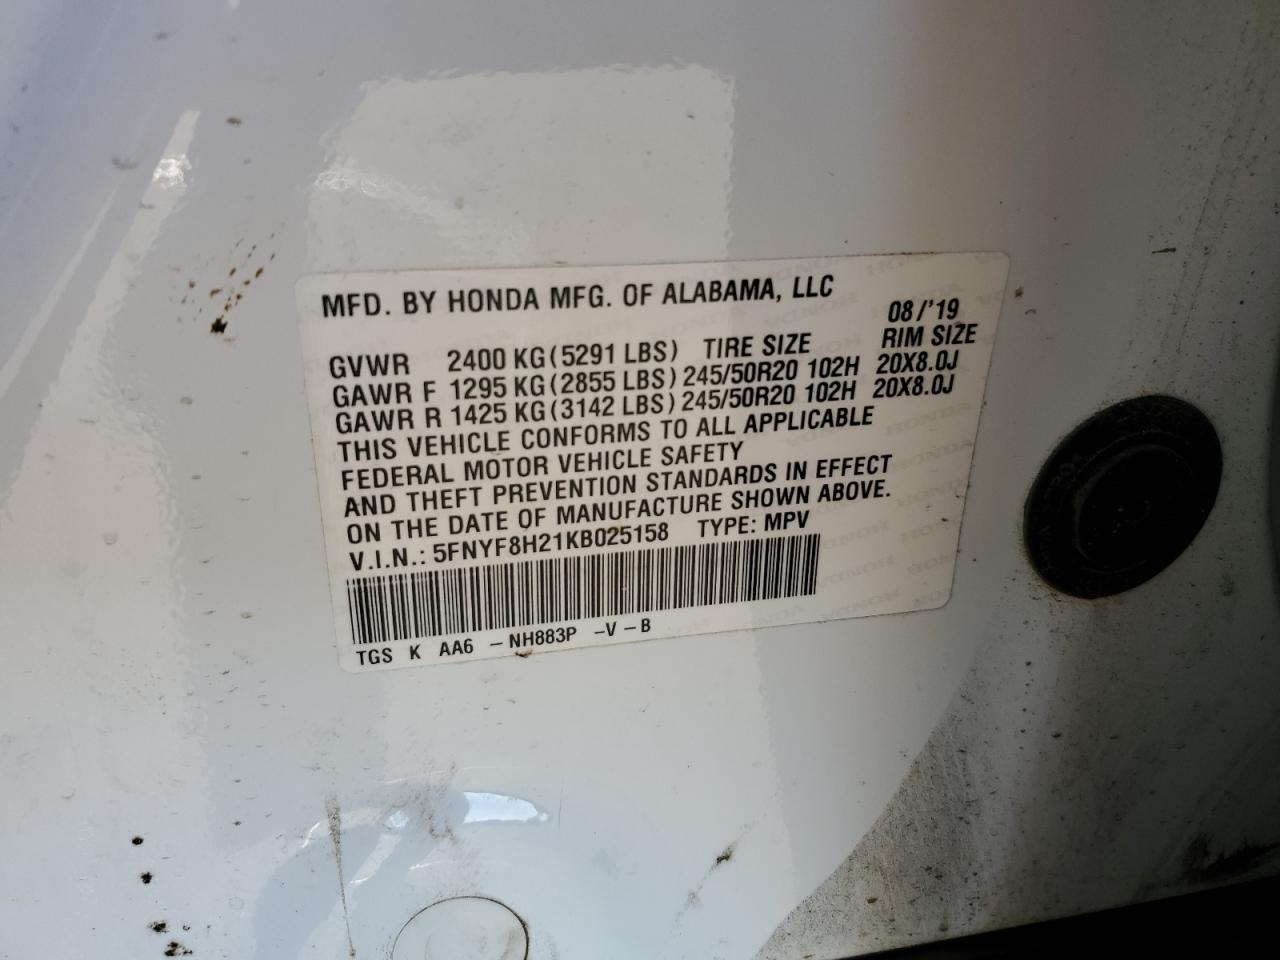 MFD. BY HONDA MFG. OF ALABAMA, LLC
08/'19
GVWR 2400 KG(5291 LBS) TIRE SIZE RIM SIZE
GAWR F 1295 KG(2855 LBS) 245/50R20 102H 20X8.0J
GAWR R 1425 KG(3142 LBS) 245/50R20 102H 20X8.0J
THIS VEHICLE CONFORMS TO ALL APPLICABLE
FEDERAL MOTOR VEHICLE SAFETY
AND THEFT PREVENTION STANDARDS IN EFFECT
ON THE DATE OF MANUFACTURE SHOWN ABOVE.
V.I.N.: 5FNYF8H21KB025158 TYPE: MPV
TGS K AA6 -NH883P -V-B